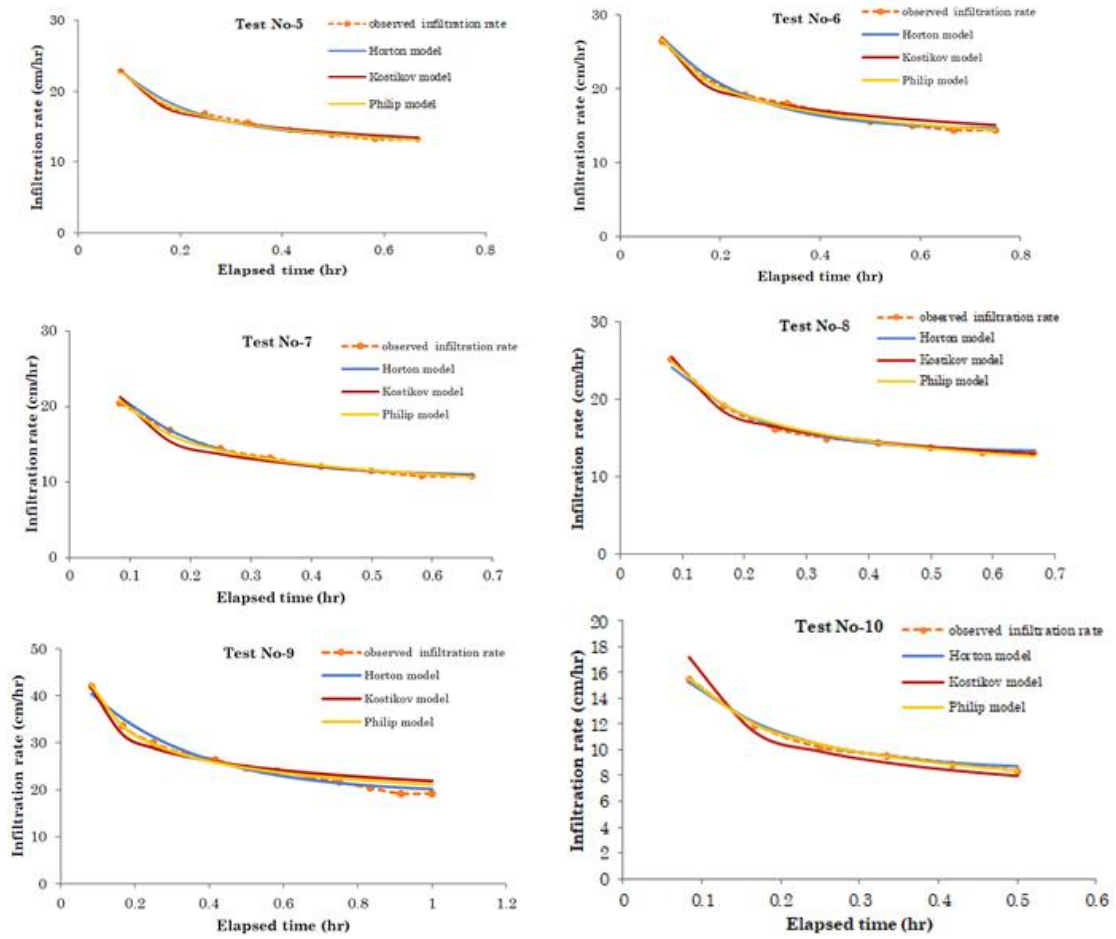 Test No-5
observed infiltration rate
Horton model
Kostikov model
Philip model
Infiltration rate (cm/hr)
30
20
10
0
0 0.2 0.4 0.6 0.8
Elapsed time (hr)
Test No-6
observed infiltration rate
Horton model
Kostikov model
Philip model
Infiltration rate (cm/hr)
30
20
10
0
0 0.2 0.4 0.6 0.8
Elapsed time (hr)
Test No-7
observed infiltration rate
Horton model
Kostikov model
Philip model
Infiltration rate (cm/hr)
30
20
10
0
0 0.1 0.2 0.3 0.4 0.5 0.6 0.7
Elapsed time (hr)
Test No-8
observed infiltration rate
Horton model
Kostikov model
Philip model
Infiltration rate (cm/hr)
30
20
10
0
0 0.1 0.2 0.3 0.4 0.5 0.6 0.7
Elapsed time (hr)
Test No-9
observed infiltration rate
Horton model
Kostikov model
Philip model
Infiltration rate (cm/hr)
50
40
30
20
10
0
0 0.2 0.4 0.6 0.8 1 1.2
Elapsed time (hr)
Test No-10
observed infiltration rate
Horton model
Kostikov model
Philip model
Infiltration rate (cm/hr)
20
18
16
14
12
10
8
6
4
2
0
0 0.1 0.2 0.3 0.4 0.5 0.6
Elapsed time (hr)